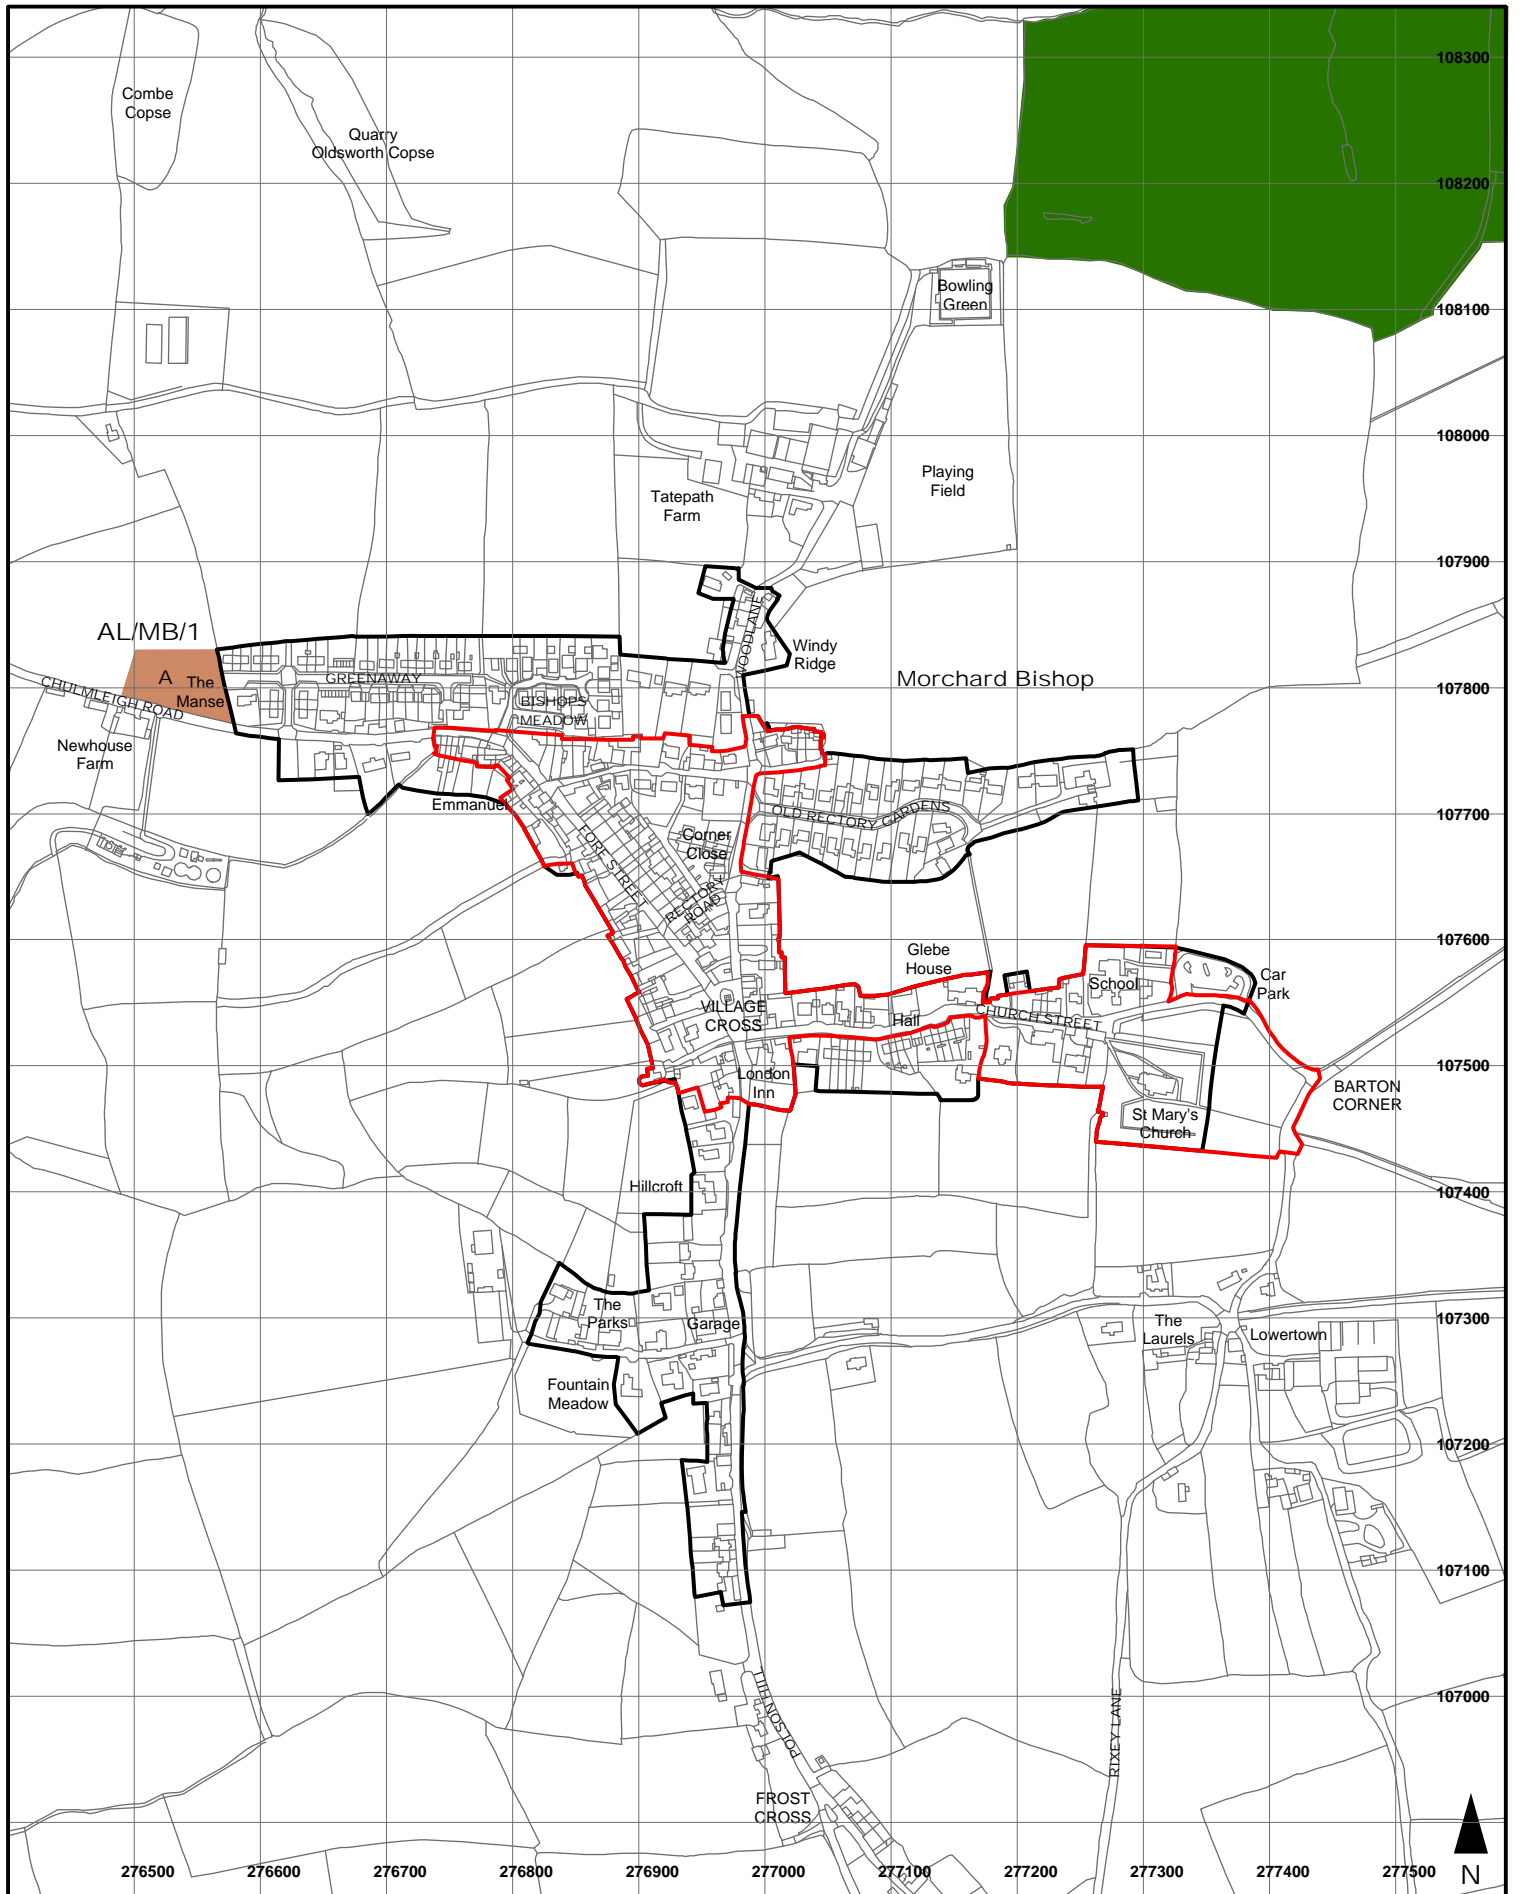 108300
Combe
Copse
Quarry
Oldsworth Copse
108200
Bowling
Green
108100
108000
Playing
Field
Tatepath
Farm
107900
AL/MB/1
WOODLANE
Windy
Ridge
A
The
Manse
GREENAWAY
Morchard Bishop
CHULMLEIGH ROAD
BISHOPS
MEADOW
107800
Newhouse
Farm
Emmanuel
OLD RECTORY GARDENS
107700
FORE STREET
Corner
Close
RECTORY
ROAD
107600
Glebe
House
School
Car
Park
VILLAGE
CROSS
Hall
CHURCH STREET
107500
London
Inn
BARTON
CORNER
St Mary's
Church
Hillcroft
107400
The
Parks
Garage
The
Laurels
Lowertown
107300
Fountain
Meadow
107200
107100
107000
POLSON HILL
RIXEY LANE
FROST
CROSS
276500
276600
276700
276800
276900
277000
277100
277200
277300
277400
277500
N